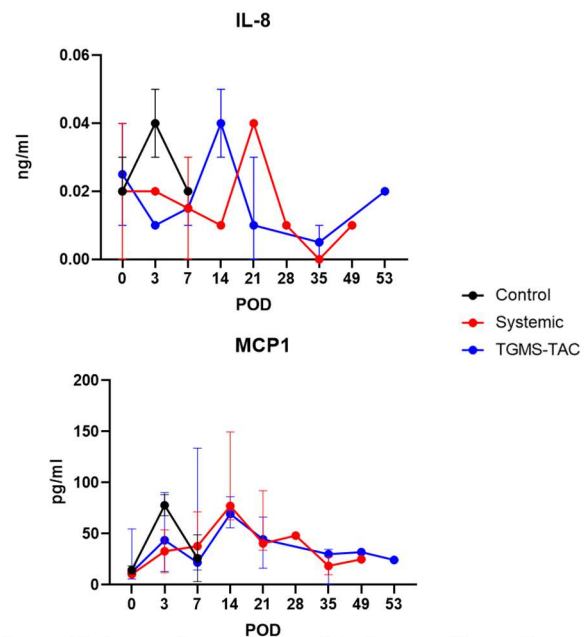 IL-8
0.06
0.04
0.02
0.00
ng/ml
0 3 7 14 21 28 35 49 53
POD
Control
Systemic
TGMS-TAC
MCP1
200
150
100
50
0
pg/ml
0 3 7 14 21 28 35 49 53
POD